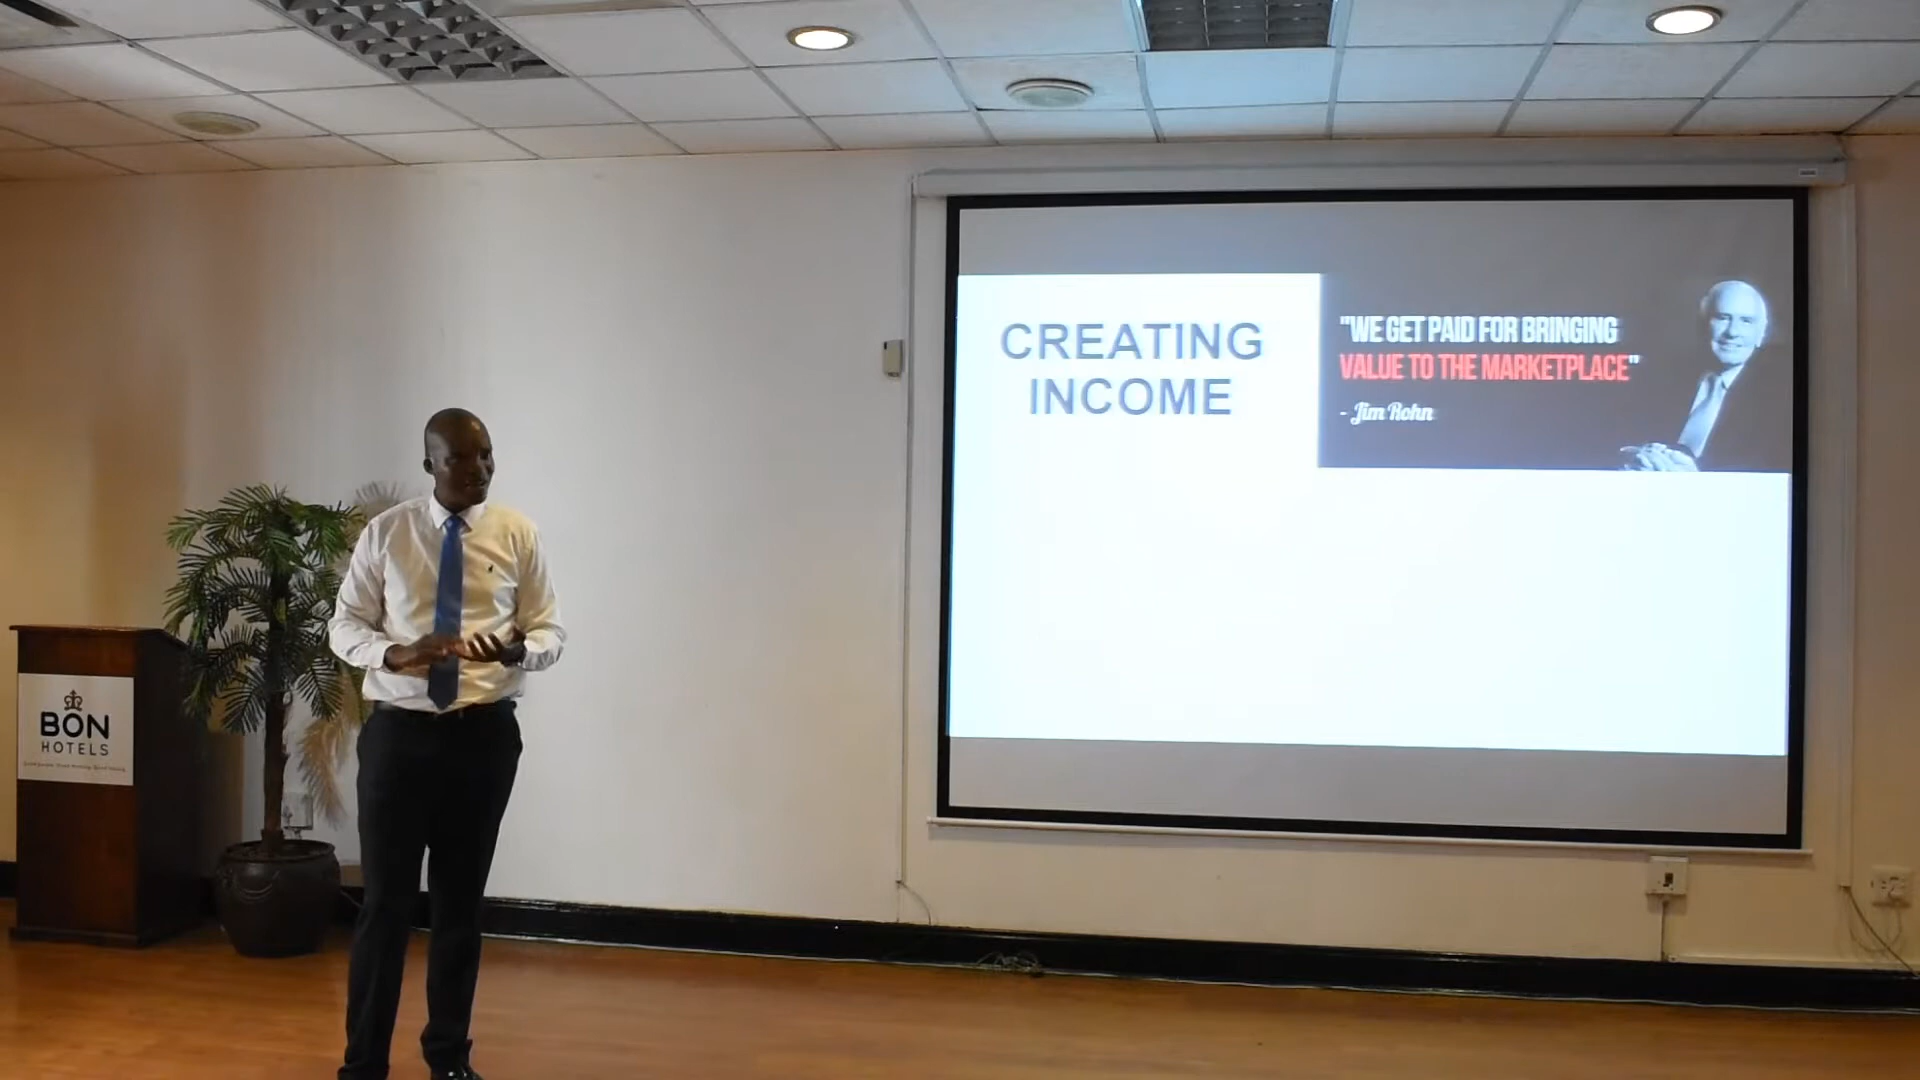 CREATING
INCOME
"WE GET PAID FOR BRINGING
VALUE TO THE MARKETPLACE"
- Jim Rohn
BON
HOTELS